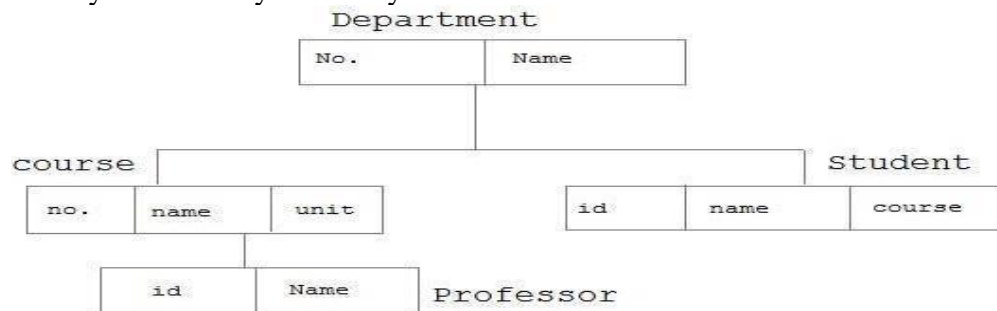 Department
No. Name
course Student
no. name unit id name course
id Name Professor